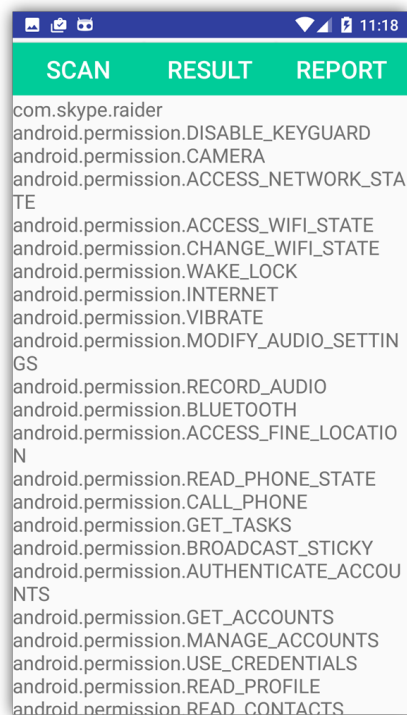 11:18
SCAN RESULT REPORT
com.skype.raider
android.permission.DISABLE_KEYGUARD
android.permission.CAMERA
android.permission.ACCESS_NETWORK_STA
TE
android.permission.ACCESS_WIFI_STATE
android.permission.CHANGE_WIFI_STATE
android.permission.WAKE_LOCK
android.permission.INTERNET
android.permission.VIBRATE
android.permission.MODIFY_AUDIO_SETTIN
GS
android.permission.RECORD_AUDIO
android.permission.BLUETOOTH
android.permission.ACCESS_FINE_LOCATIO
N
android.permission.READ_PHONE_STATE
android.permission.CALL_PHONE
android.permission.GET_TASKS
android.permission.BROADCAST_STICKY
android.permission.AUTHENTICATE_ACCOU
NTS
android.permission.GET_ACCOUNTS
android.permission.MANAGE_ACCOUNTS
android.permission.USE_CREDENTIALS
android.permission.READ_PROFILE
android.permission.READ_CONTACTS